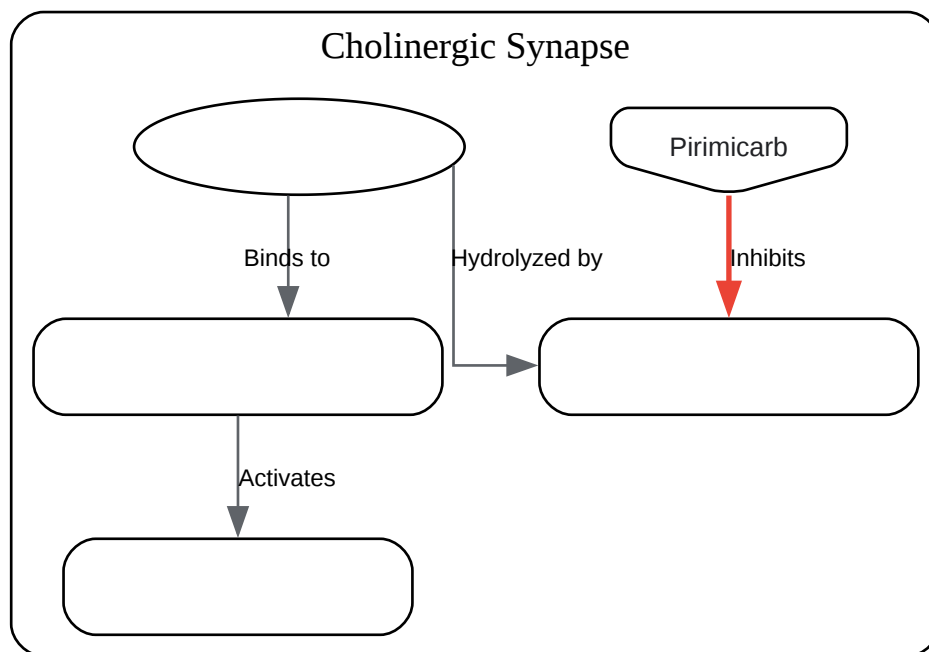 Cholinergic Synapse
Pirimicarb
Binds to
Hydrolyzed by
Inhibits
Activates